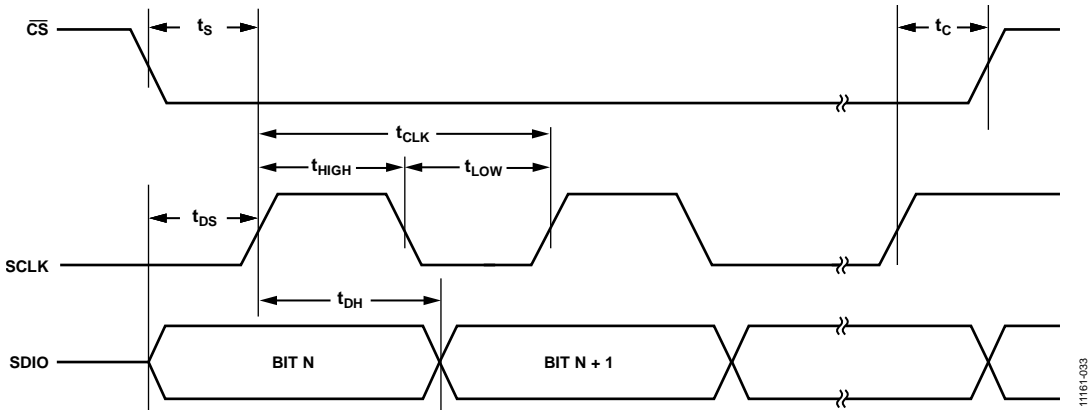 CS
tS
tC
tCLK
tHIGH
tLOW
tDS
SCLK
tDH
SDIO
BIT N
BIT N + 1
11161-033